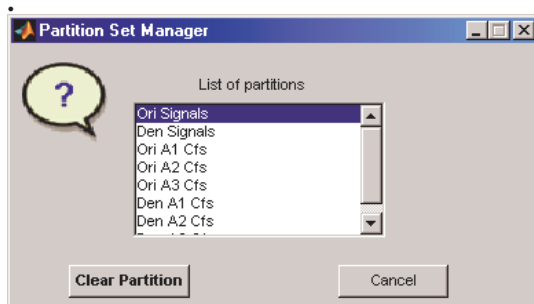 Partition Set Manager
?
List of partitions
Ori Signals
Den Signals
Ori A1 Cfs
Ori A2 Cfs
Ori A3 Cfs
Den A1 Cfs
Den A2 Cfs
Clear Partition
Cancel